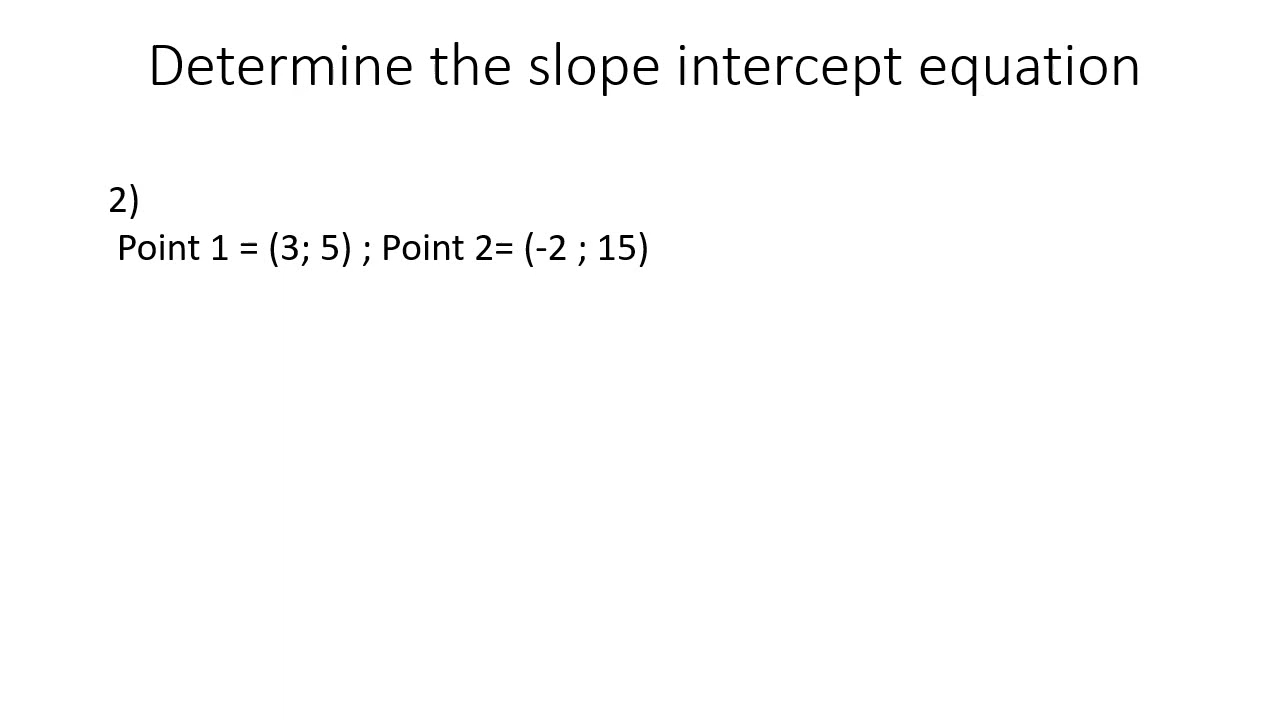 Determine the slope intercept equation
2)
Point 1 = (3; 5) ; Point 2= (-2 ; 15)